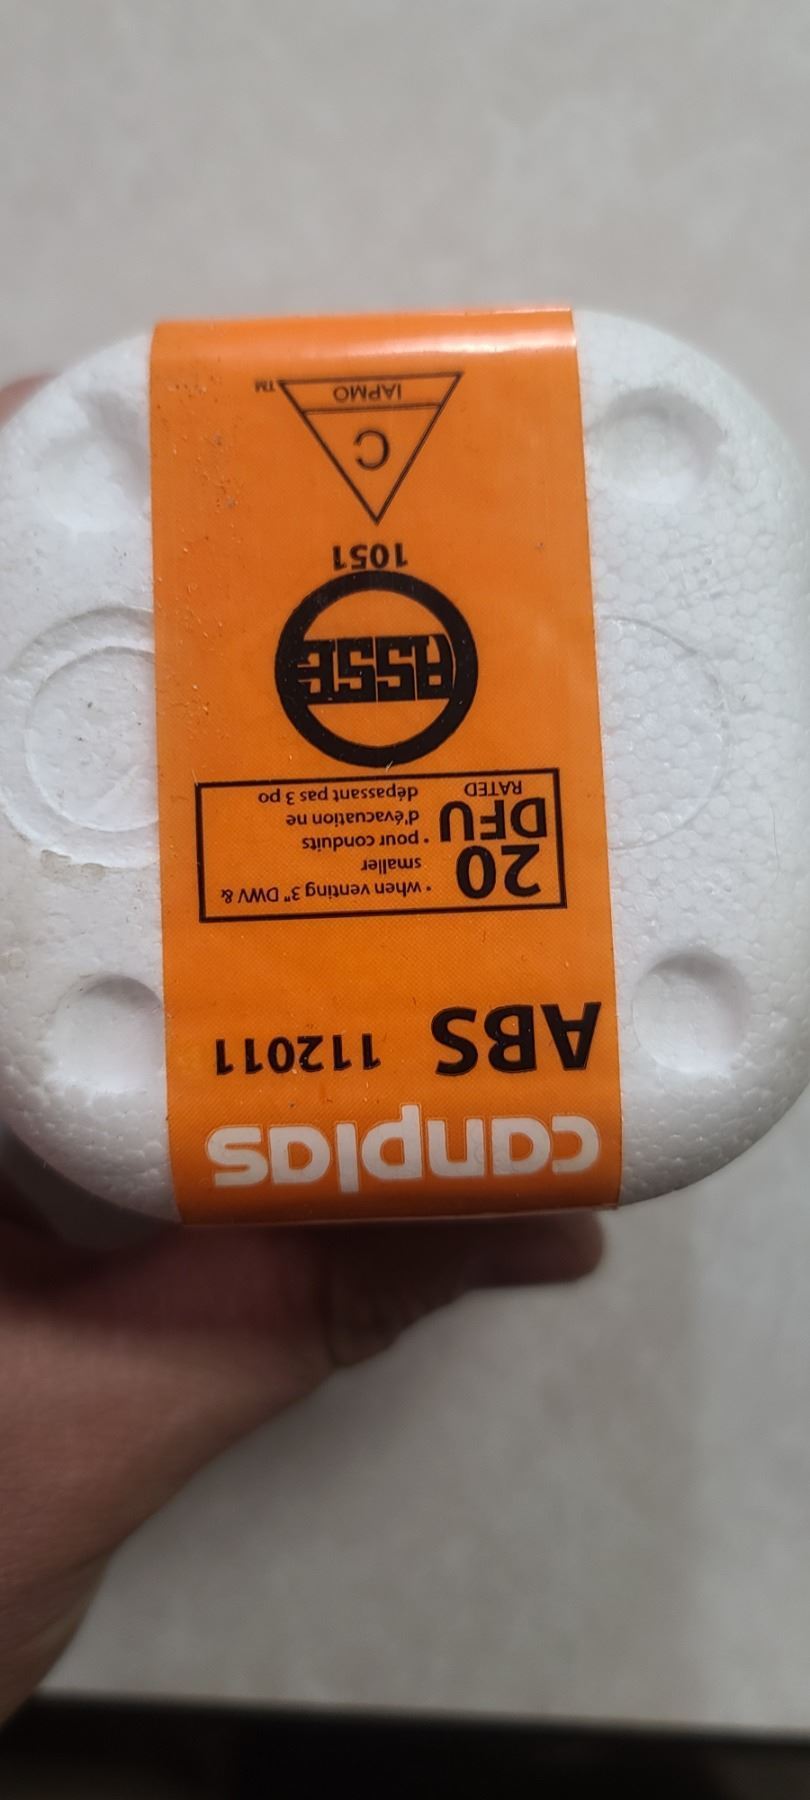 canplas
ABS 112011
20 DFU RATED
• when venting 3" DWV &
smaller
• pour conduits
d'évacuation ne
dépassant pas 3 po
ASSE
1051
C
IAPMO
TM